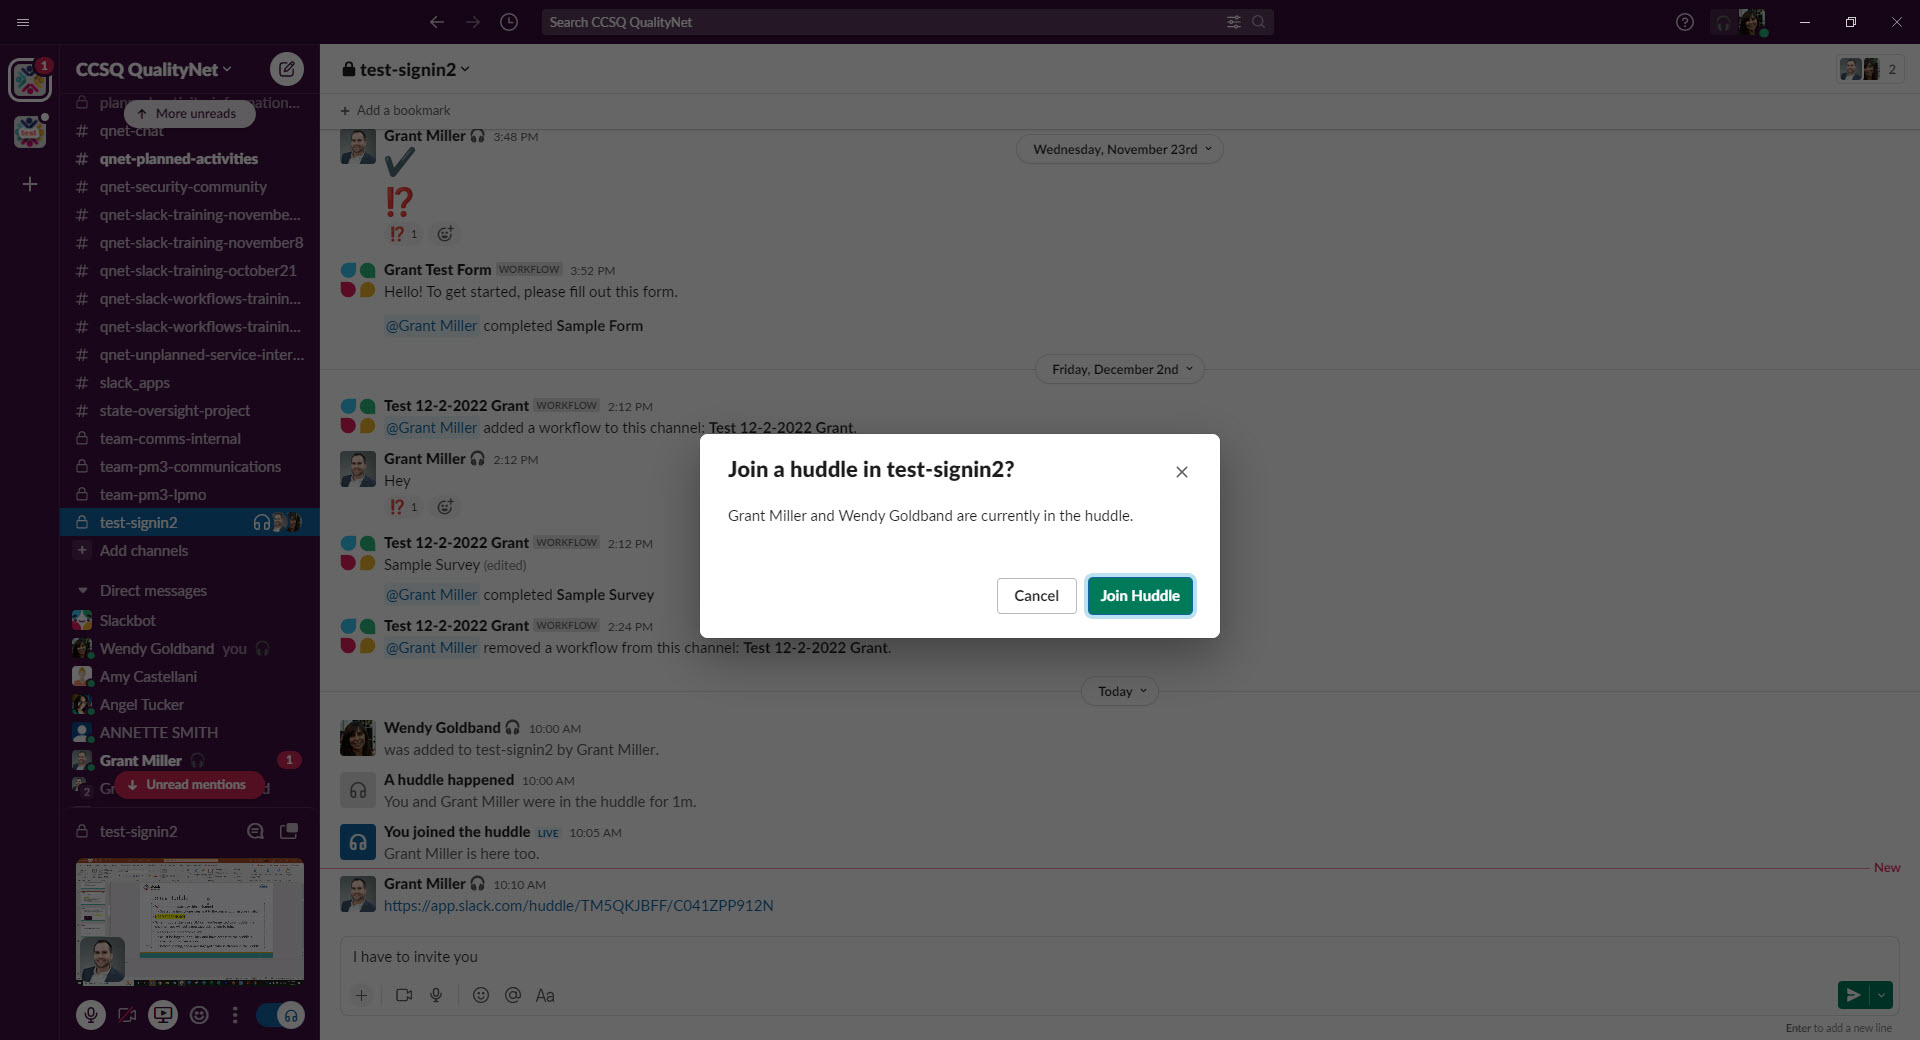 Search CCSQ QualityNet
1
CCSQ QualityNet
More unreads
qnet-chat
# qnet-planned-activities
# qnet-security-community
# qnet-slack-training-novembe...
# qnet-slack-training-november8
# qnet-slack-training-october21
# qnet-slack-workflows-trainin...
# qnet-slack-workflows-trainin...
# qnet-unplanned-service-inter...
# slack_apps
# state-oversight-project
team-comms-internal
team-pm3-communications
team-pm3-lpmo
test-signin2
+ Add channels
Direct messages
Slackbot
Wendy Goldband you
Amy Castellani
Angel Tucker
ANNETTE SMITH
Grant Miller 1
2
Unread mentions
test-signin2
test-signin2
2
+ Add a bookmark
Grant Miller 3:48 PM
Wednesday, November 23rd
✔
⁉
⁉ 1
Grant Test Form WORKFLOW 3:52 PM
Hello! To get started, please fill out this form.
@Grant Miller completed Sample Form
Friday, December 2nd
Test 12-2-2022 Grant WORKFLOW 2:12 PM
@Grant Miller added a workflow to this channel: Test 12-2-2022 Grant.
Grant Miller 2:12 PM
Hey
⁉ 1
Test 12-2-2022 Grant WORKFLOW 2:12 PM
Sample Survey (edited)
@Grant Miller completed Sample Survey
Test 12-2-2022 Grant WORKFLOW 2:24 PM
@Grant Miller removed a workflow from this channel: Test 12-2-2022 Grant.
Join a huddle in test-signin2?
Grant Miller and Wendy Goldband are currently in the huddle.
Cancel
Join Huddle
Today
Wendy Goldband 10:00 AM
was added to test-signin2 by Grant Miller.
A huddle happened 10:00 AM
You and Grant Miller were in the huddle for 1m.
You joined the huddle LIVE 10:05 AM
Grant Miller is here too.
New
Grant Miller 10:10 AM
https://app.slack.com/huddle/TM5QKJBFF/C041ZPP912N
I have to invite you
Aa
Enter to add a new line